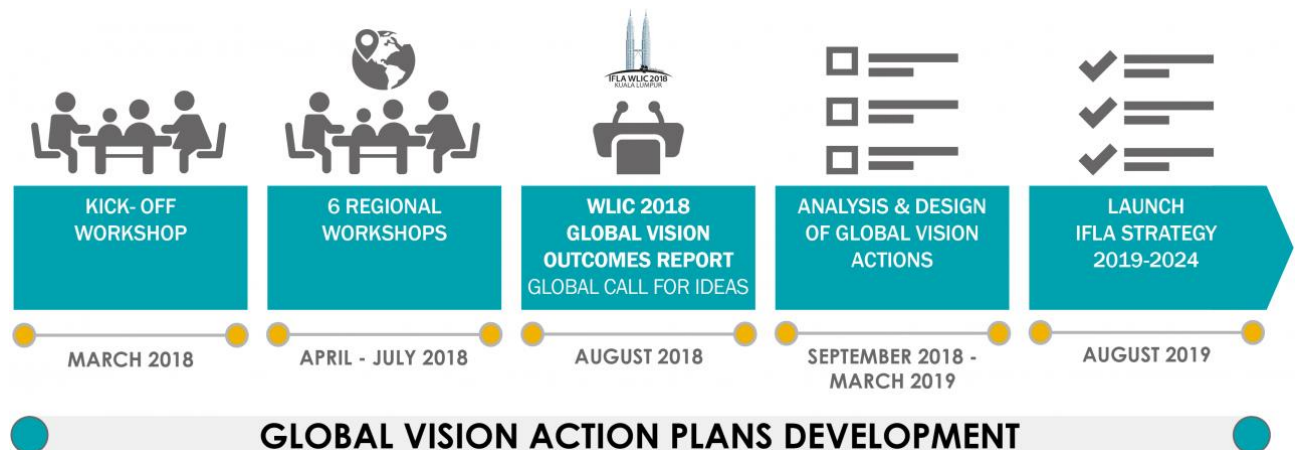 IFLA WLIC 2018
KUALA LUMPUR
KICK- OFF
WORKSHOP
MARCH 2018
6 REGIONAL
WORKSHOPS
APRIL - JULY 2018
WLIC 2018
GLOBAL VISION
OUTCOMES REPORT
GLOBAL CALL FOR IDEAS
AUGUST 2018
ANALYSIS & DESIGN
OF GLOBAL VISION
ACTIONS
SEPTEMBER 2018 -
MARCH 2019
LAUNCH
IFLA STRATEGY
2019-2024
AUGUST 2019
GLOBAL VISION ACTION PLANS DEVELOPMENT